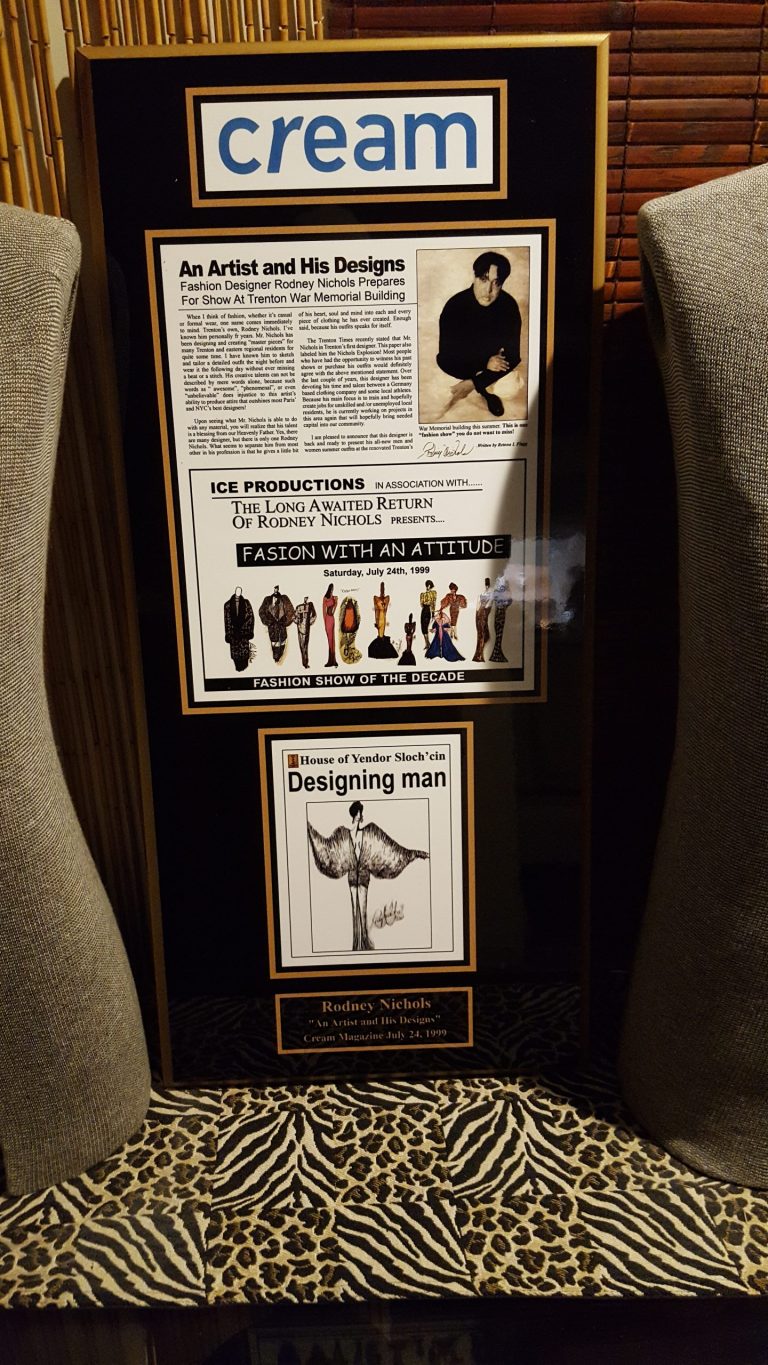 cream
An Artist and His Designs
Fashion Designer Rodney Nichols Prepares
For Show At Trenton War Memorial Building
When I think of fashion, whether it's casual
or formal wear, one name comes immediately
to mind. Trenton's own, Rodney Nichols. I've
known him personally fr years. Mr. Nichols has
been designing and creating "master pieces" for
many Trenton and eastern regional residents for
quite some time. I have known him to sketch
and tailor a detailed outfit the night before and
wear it the following day without ever missing
a beat or a stitch. His creative talents can not be
described by mere words alone, because such
words as " awesome", "phenomenal", or even
"unbelievable" does injustice to this artist's
ability to produce attire that outshines most Paris'
and NYC's best designers!
Upon seeing what Mr. Nichols is able to do
with any material, you will realize that his talent
is a blessing from our Heavenly Father. Yes, there
are many designer, but there is only one Rodney
Nichols. What seems to separate him from most
other in his profession is that he gives a little bit
of his heart, soul and mind into each and every
piece of clothing he has ever created. Enough
said, because his outfits speaks for itself.
The Trenton Times recently stated that Mr.
Nichols in Trenton's first designer. This paper also
labeled him the Nichols Explosion! Most people
who have had the opportunity to witness his past
shows or purchase his outfits would definitely
agree with the above mentioned statement. Over
the last couple of years, this designer has been
devoting his time and talent between a Germany
based clothing company and some local athletes.
Because his main focus is to train and hopefully
create jobs for unskilled and /or unemployed local
residents, he is currently working on projects in
this area again that will hopefully bring needed
capital into our community.
I am pleased to announce that this designer is
back and ready to present his all-new men and
women summer outfits at the renovated Trenton's
War Memorial building this summer. This is one
"fashion show" you do not want to miss!
Written by
ICE PRODUCTIONS IN ASSOCIATION WITH......
THE LONG AWAITED RETURN
OF RODNEY NICHOLS PRESENTS....
FASION WITH AN ATTITUDE
Saturday, July 24th, 1999
FASHION SHOW OF THE DECADE
House of Yendor Sloch'cin
Designing man
Rodney Nichols
"An Artist and His Designs"
Cream Magazine July 24, 1999